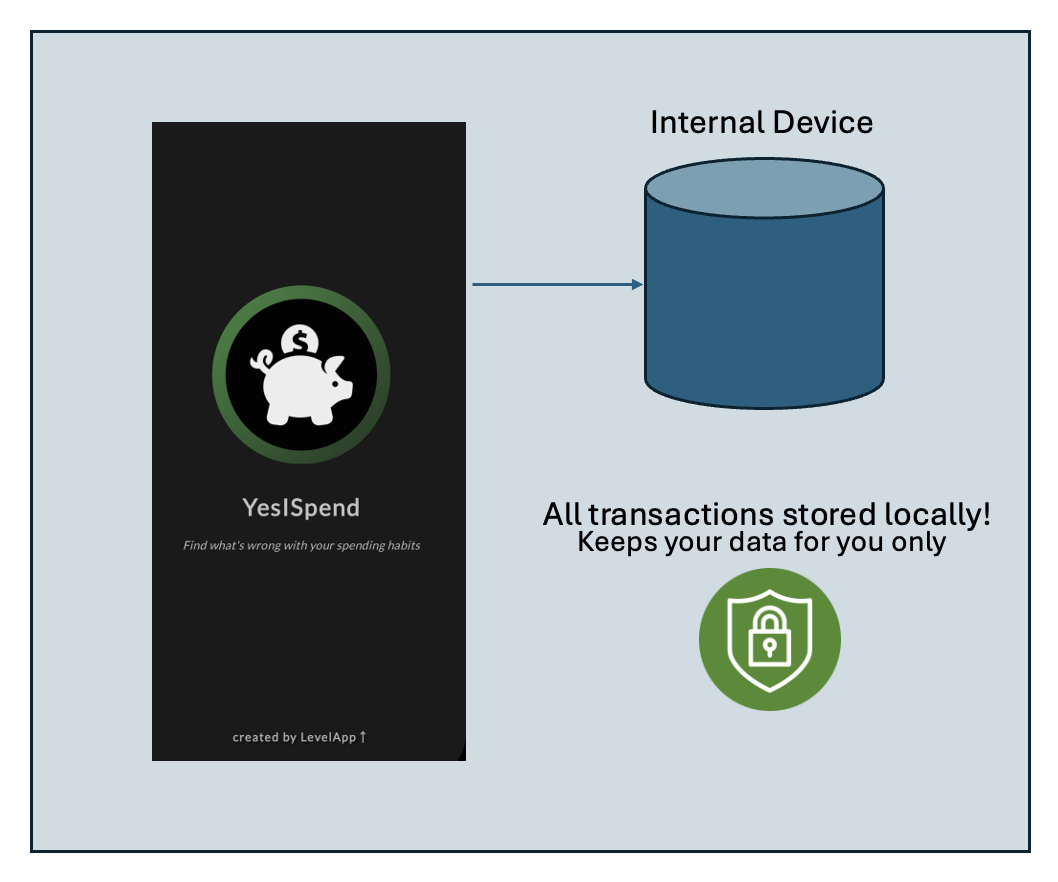 Internal Device
$
YesISpend
Find what's wrong with your spending habits
All transactions stored locally!
Keeps your data for you only
created by LevelApp ↑